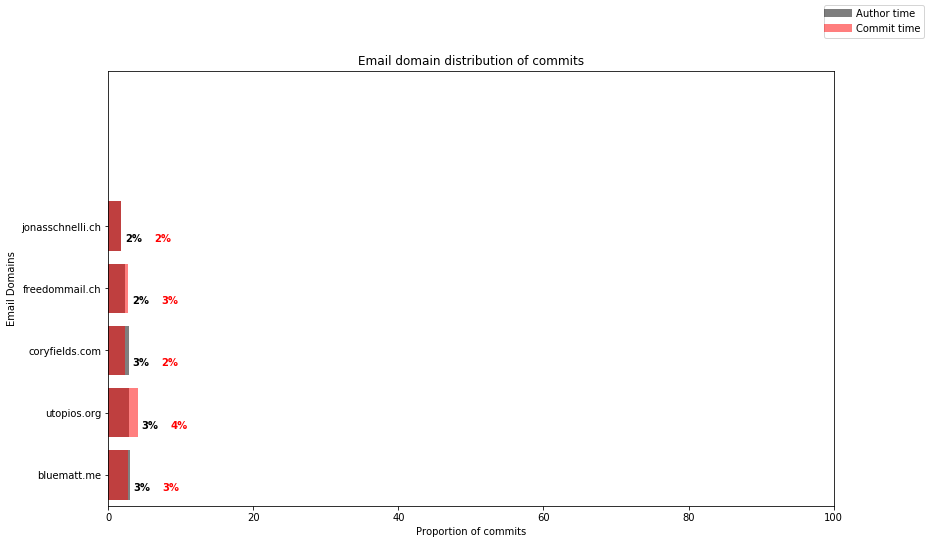 Author time
Commit time
Email domain distribution of commits
Email Domains
jonasschnelli.ch
2% 2%
freedommail.ch
2% 3%
coryfields.com
3% 2%
utopios.org
3% 4%
bluematt.me
3% 3%
0 20 40 60 80 100
Proportion of commits